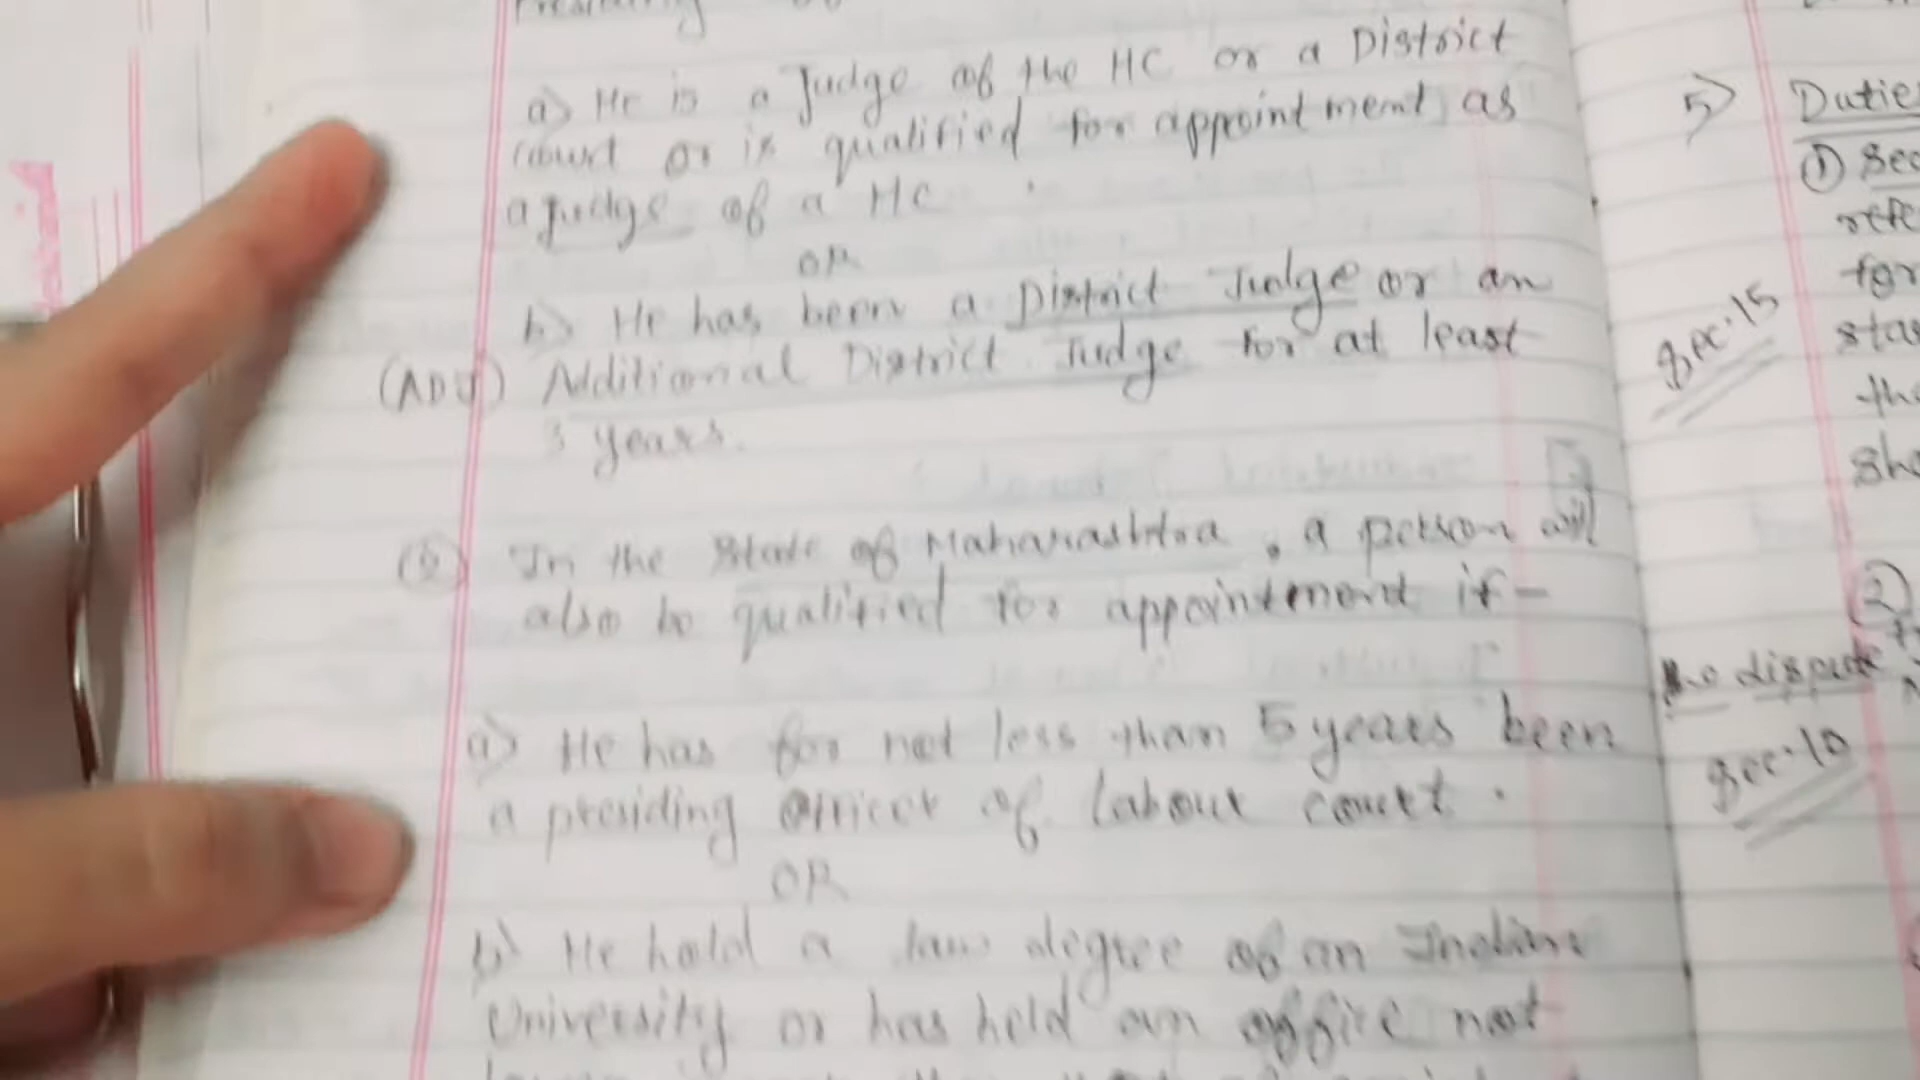 a) He is a Judge of the HC or a District
court or is qualified for appointment as
a judge of a HC
OR
b) He has been a District Judge or an
(ADJ) Additional District Judge for at least
3 years.
In the State of Maharashtra, a person will
also be qualified for appointment if -
a) He has for not less than 5 years been
a presiding officer of labour court.
OR
b) He hold a law degree of an Indian
University or has held an office not
5) Duties
①
Sec. 15
②
no dispute
Sec. 10